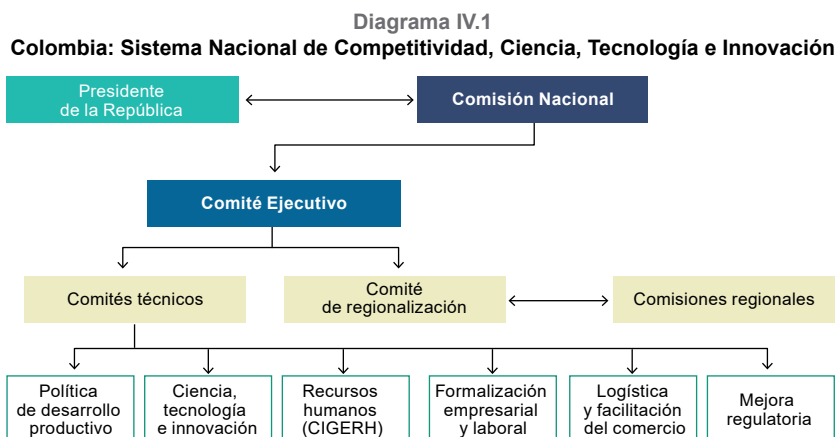 Diagrama IV.1
Colombia: Sistema Nacional de Competitividad, Ciencia, Tecnología e Innovación
Presidente
de la República
Comisión Nacional
Comité Ejecutivo
Comités técnicos
Comité
de regionalización
Comisiones regionales
Política
de desarrollo
productivo
Ciencia,
tecnología
e innovación
Recursos
humanos
(CIGERH)
Formalización
empresarial
y laboral
Logística
y facilitación
del comercio
Mejora
regulatoria